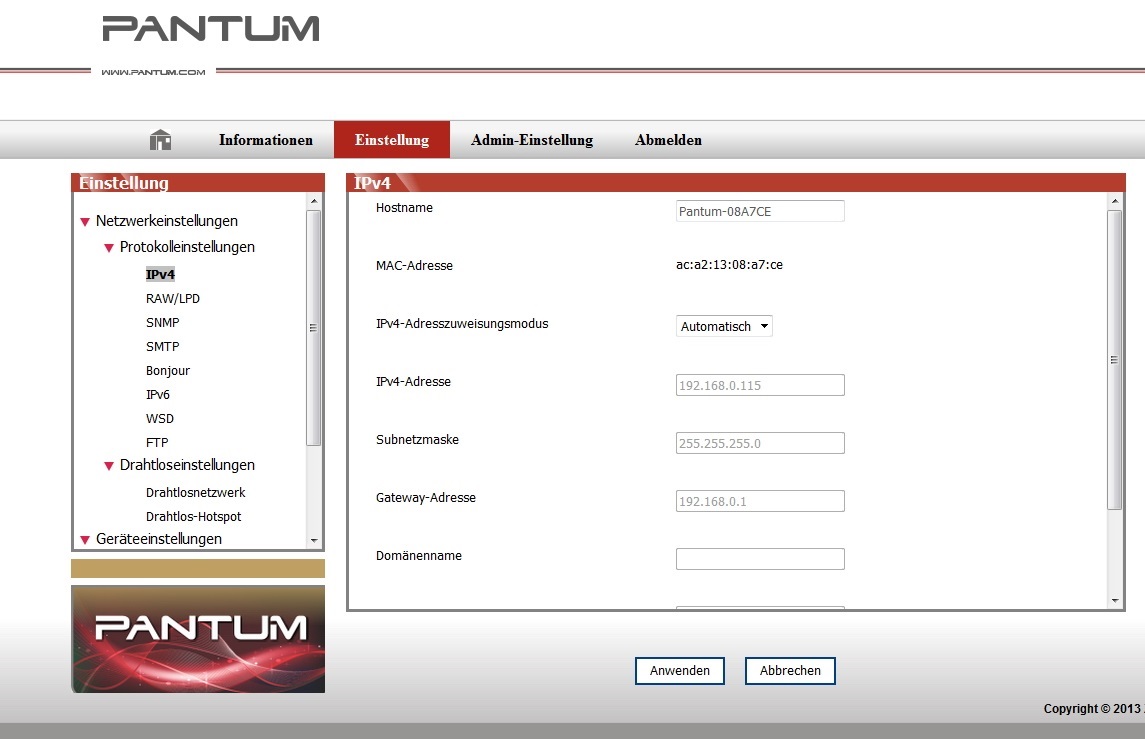 PANTUM
WWW.PANTUM.COM
Informationen Einstellung Admin-Einstellung Abmelden
Einstellung
Netzwerkeinstellungen
Protokolleinstellungen
IPv4
RAW/LPD
SNMP
SMTP
Bonjour
IPv6
WSD
FTP
Drahtloseinstellungen
Drahtlosnetzwerk
Drahtlos-Hotspot
Geräteeinstellungen
PANTUM
IPv4
Hostname Pantum-08A7CE
MAC-Adresse ac:a2:13:08:a7:ce
IPv4-Adresszuweisungsmodus Automatisch
IPv4-Adresse 192.168.0.115
Subnetzmaske 255.255.255.0
Gateway-Adresse 192.168.0.1
Domänenname
Anwenden Abbrechen
Copyright © 2013